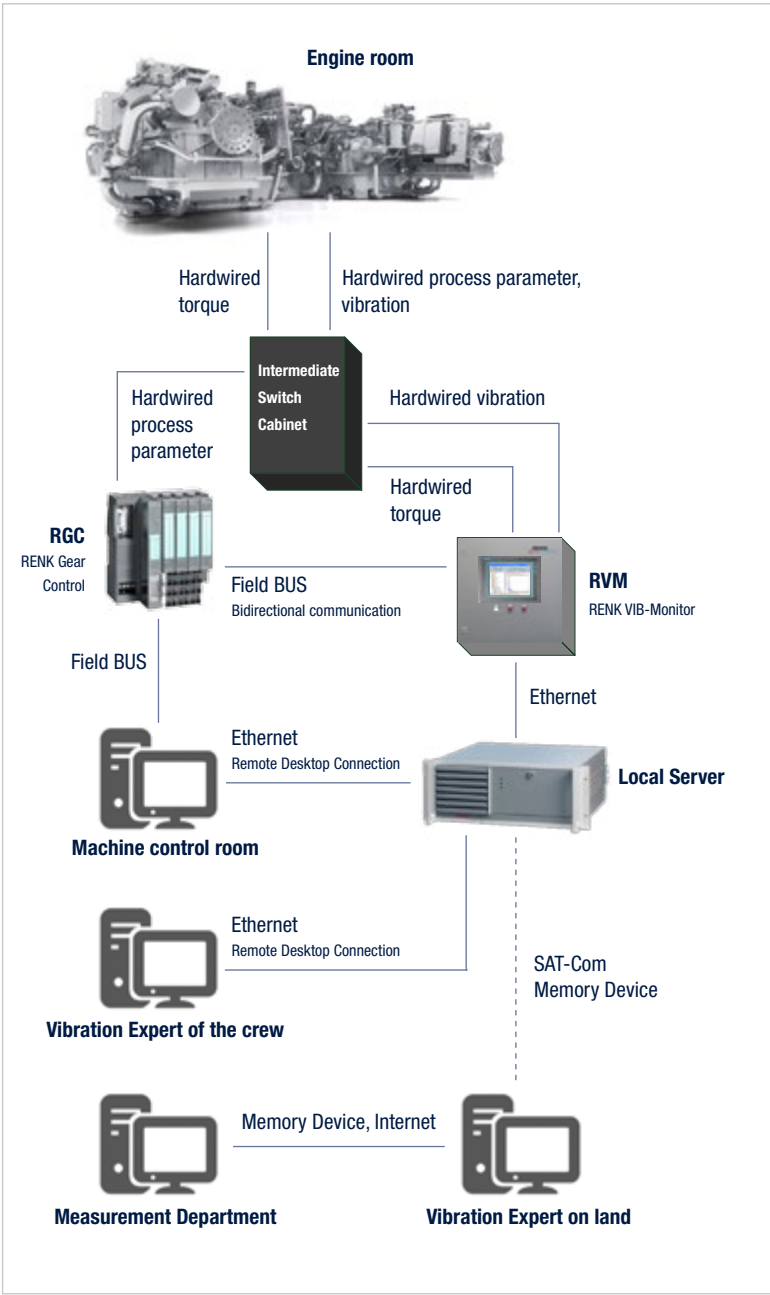 Engine room
Hardwired
torque
Hardwired process parameter,
vibration
Intermediate
Switch
Cabinet
Hardwired
process
parameter
Hardwired vibration
Hardwired
torque
RGC
RENK Gear
Control
Field BUS
Bidirectional communication
RVM
RENK VIB-Monitor
Field BUS
Ethernet
Ethernet
Remote Desktop Connection
Local Server
Machine control room
Ethernet
Remote Desktop Connection
SAT-Com
Memory Device
Vibration Expert of the crew
Memory Device, Internet
Measurement Department
Vibration Expert on land